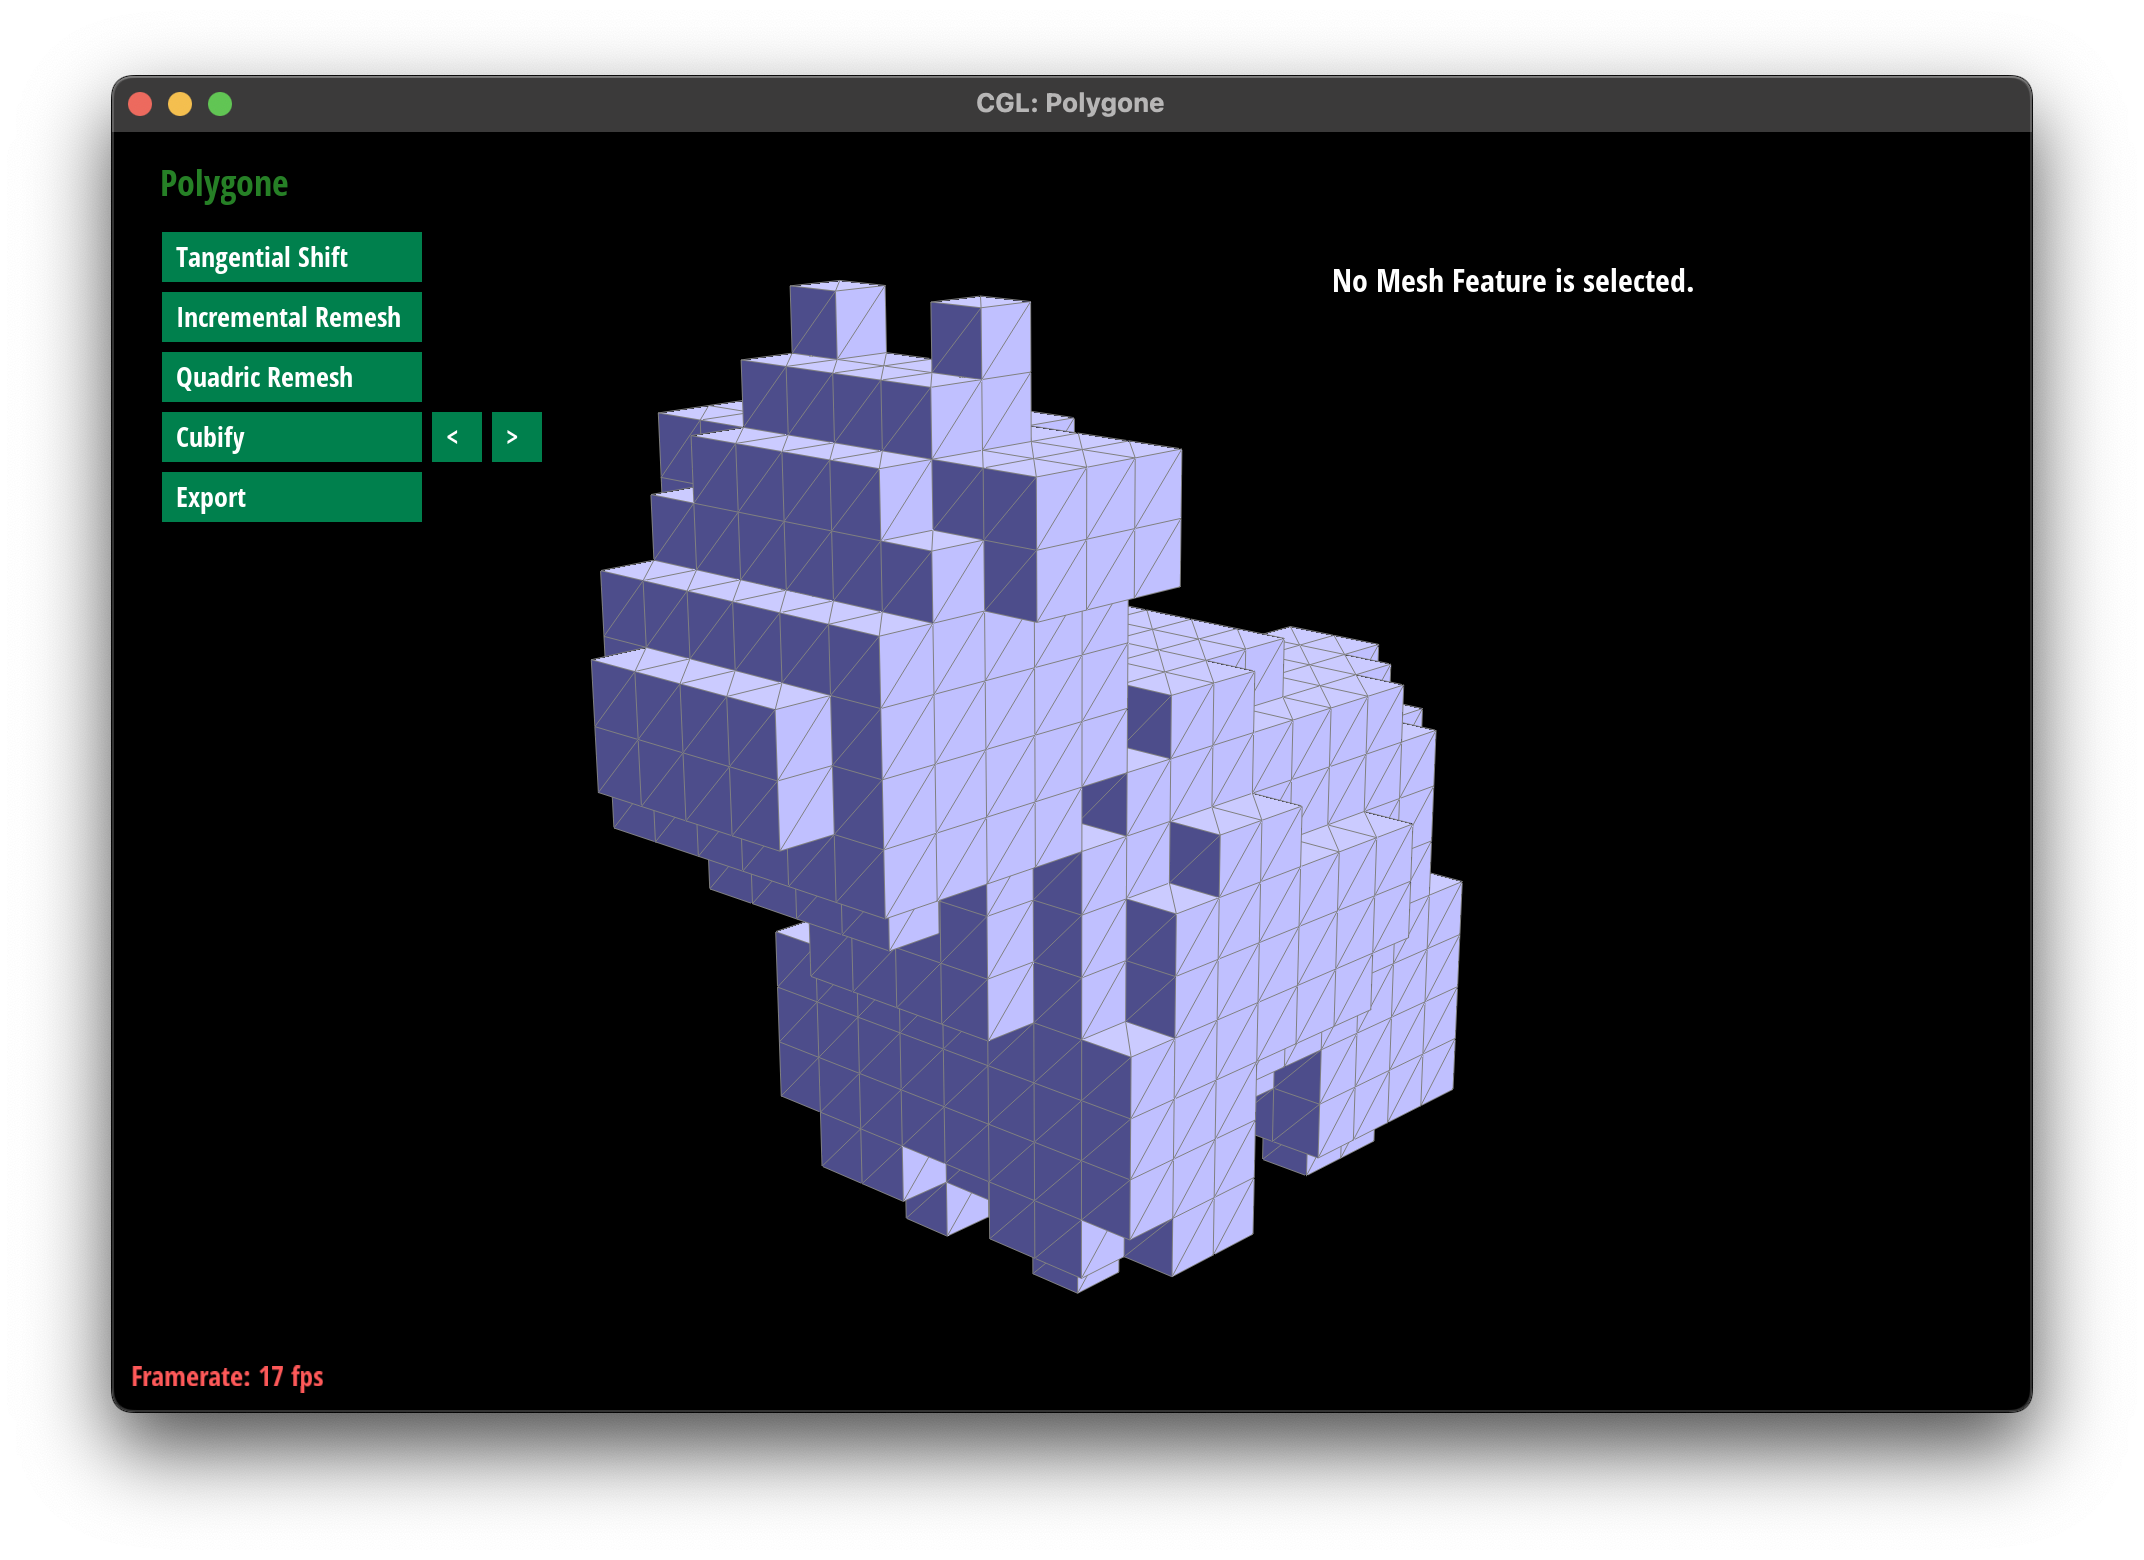 CGL: Polygone
Polygone
Tangential Shift
Incremental Remesh
Quadric Remesh
Cubify < >
Export
No Mesh Feature is selected.
Framerate: 17 fps